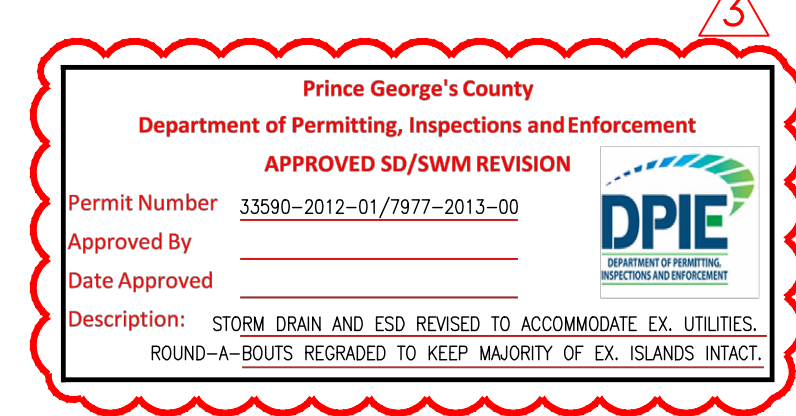 3
Prince George's County
Department of Permitting, Inspections and Enforcement
APPROVED SD/SWM REVISION
Permit Number 33590-2012-01/7977-2013-00
Approved By
Date Approved
DPIE
DEPARTMENT OF PERMITTING,
INSPECTIONS AND ENFORCEMENT
Description: STORM DRAIN AND ESD REVISED TO ACCOMMODATE EX. UTILITIES.
ROUND-A-BOUTS REGRADED TO KEEP MAJORITY OF EX. ISLANDS INTACT.